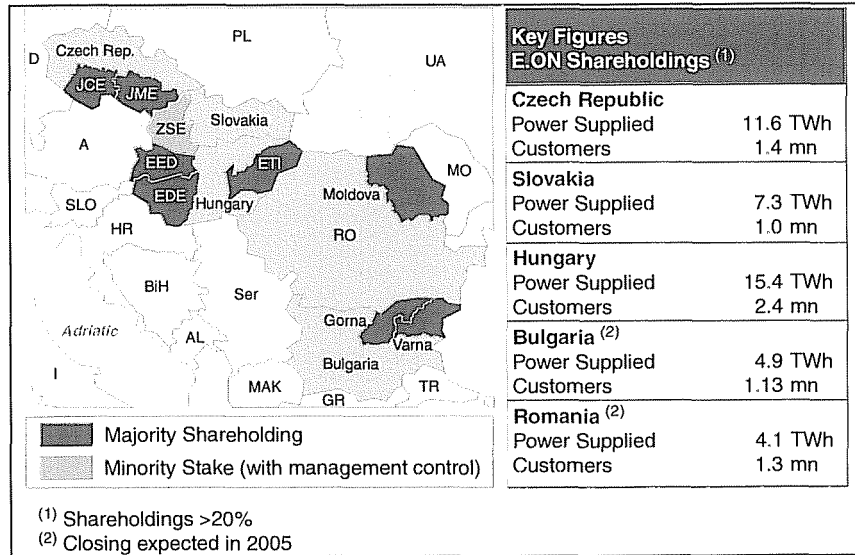 PL
D
Czech Rep.
UA
JCE
JME
ZSE
Slovakia
A
EED
ETI
MO
EDE
Moldova
Hungary
SLO
HR
RO
BiH
Ser
Gorna
Adriatic
AL
Varna
Bulgaria
I
MAK
TR
GR
Majority Shareholding
Minority Stake (with management control)
Key Figures
E.ON Shareholdings (1)
Czech Republic
Power Supplied 11.6 TWh
Customers 1.4 mn
Slovakia
Power Supplied 7.3 TWh
Customers 1.0 mn
Hungary
Power Supplied 15.4 TWh
Customers 2.4 mn
Bulgaria (2)
Power Supplied 4.9 TWh
Customers 1.13 mn
Romania (2)
Power Supplied 4.1 TWh
Customers 1.3 mn
(1) Shareholdings >20%
(2) Closing expected in 2005